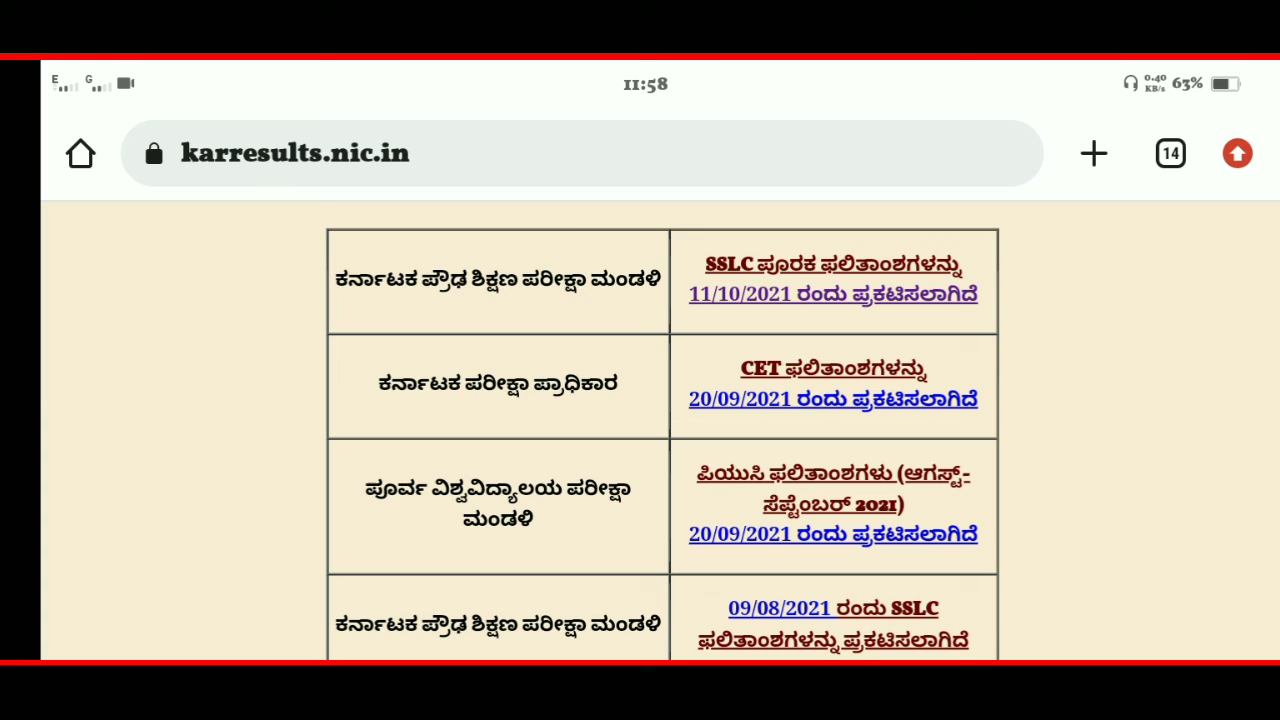 E G 11:58 0.40 KB/s 63%
karresults.nic.in 14
ಕರ್ನಾಟಕ ಪ್ರೌಢ ಶಿಕ್ಷಣ ಪರೀಕ್ಷಾ ಮಂಡಳಿ
SSLC ಪೂರಕ ಫಲಿತಾಂಶಗಳನ್ನು
11/10/2021 ರಂದು ಪ್ರಕಟಿಸಲಾಗಿದೆ
ಕರ್ನಾಟಕ ಪರೀಕ್ಷಾ ಪ್ರಾಧಿಕಾರ
CET ಫಲಿತಾಂಶಗಳನ್ನು
20/09/2021 ರಂದು ಪ್ರಕಟಿಸಲಾಗಿದೆ
ಪೂರ್ವ ವಿಶ್ವವಿದ್ಯಾಲಯ ಪರೀಕ್ಷಾ
ಮಂಡಳಿ
ಪಿಯುಸಿ ಫಲಿತಾಂಶಗಳು (ಆಗಸ್ಟ್-
ಸೆಪ್ಟೆಂಬರ್ 2021)
20/09/2021 ರಂದು ಪ್ರಕಟಿಸಲಾಗಿದೆ
ಕರ್ನಾಟಕ ಪ್ರೌಢ ಶಿಕ್ಷಣ ಪರೀಕ್ಷಾ ಮಂಡಳಿ
09/08/2021 ರಂದು SSLC
ಫಲಿತಾಂಶಗಳನ್ನು ಪ್ರಕಟಿಸಲಾಗಿದೆ